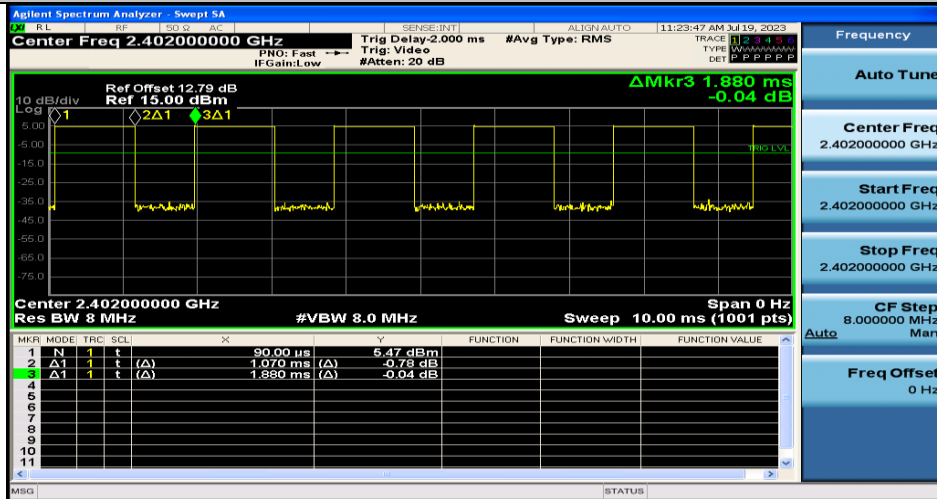 Agilent Spectrum Analyzer - Swept SA
LXI RL RF 50 Ω AC SENSE:INT ALIGN AUTO 11:23:47 AM Jul 19, 2023
Center Freq 2.402000000 GHz
PNO: Fast
IFGain:Low
Trig Delay-2.000 ms
Trig: Video
#Atten: 20 dB
#Avg Type: RMS
TRACE 1 2 3 4 5 6
TYPE WWWWWW
DET P P P P P P
Ref Offset 12.79 dB
10 dB/div Ref 15.00 dBm
Log
ΔMkr3 1.880 ms
-0.04 dB
1 2Δ1 3Δ1
5.00
-5.00
TRIG LVL
-15.0
-25.0
-35.0
-45.0
-55.0
-65.0
-75.0
Center 2.402000000 GHz Span 0 Hz
Res BW 8 MHz #VBW 8.0 MHz Sweep 10.00 ms (1001 pts)
MKR MODE TRC SCL X Y FUNCTION FUNCTION WIDTH FUNCTION VALUE
1 N 1 t 90.00 µs 5.47 dBm
2 Δ1 1 t (Δ) 1.070 ms (Δ) -0.78 dB
3 Δ1 1 t (Δ) 1.880 ms (Δ) -0.04 dB
4
5
6
7
8
9
10
11
MSG STATUS
Frequency
Auto Tune
Center Freq
2.402000000 GHz
Start Freq
2.402000000 GHz
Stop Freq
2.402000000 GHz
CF Step
8.000000 MHz
Auto Man
Freq Offset
0 Hz